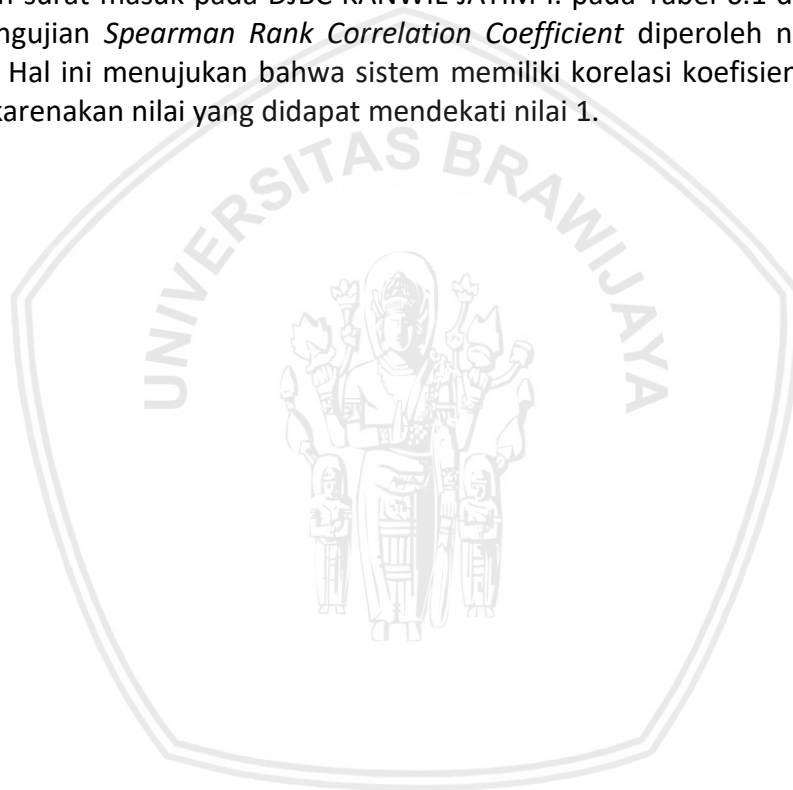 surat masuk pada DJBC KANWIL JATIM I. pada Tabel 6.1 d
ngujian Spearman Rank Correlation Coefficient diperoleh n
Hal ini menujukan bahwa sistem memiliki korelasi koefisien
karenakan nilai yang didapat mendekati nilai 1.
UNIVERSITAS BRAWIJAYA